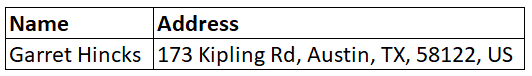 Name Address
Garret Hincks 173 Kipling Rd, Austin, TX, 58122, US